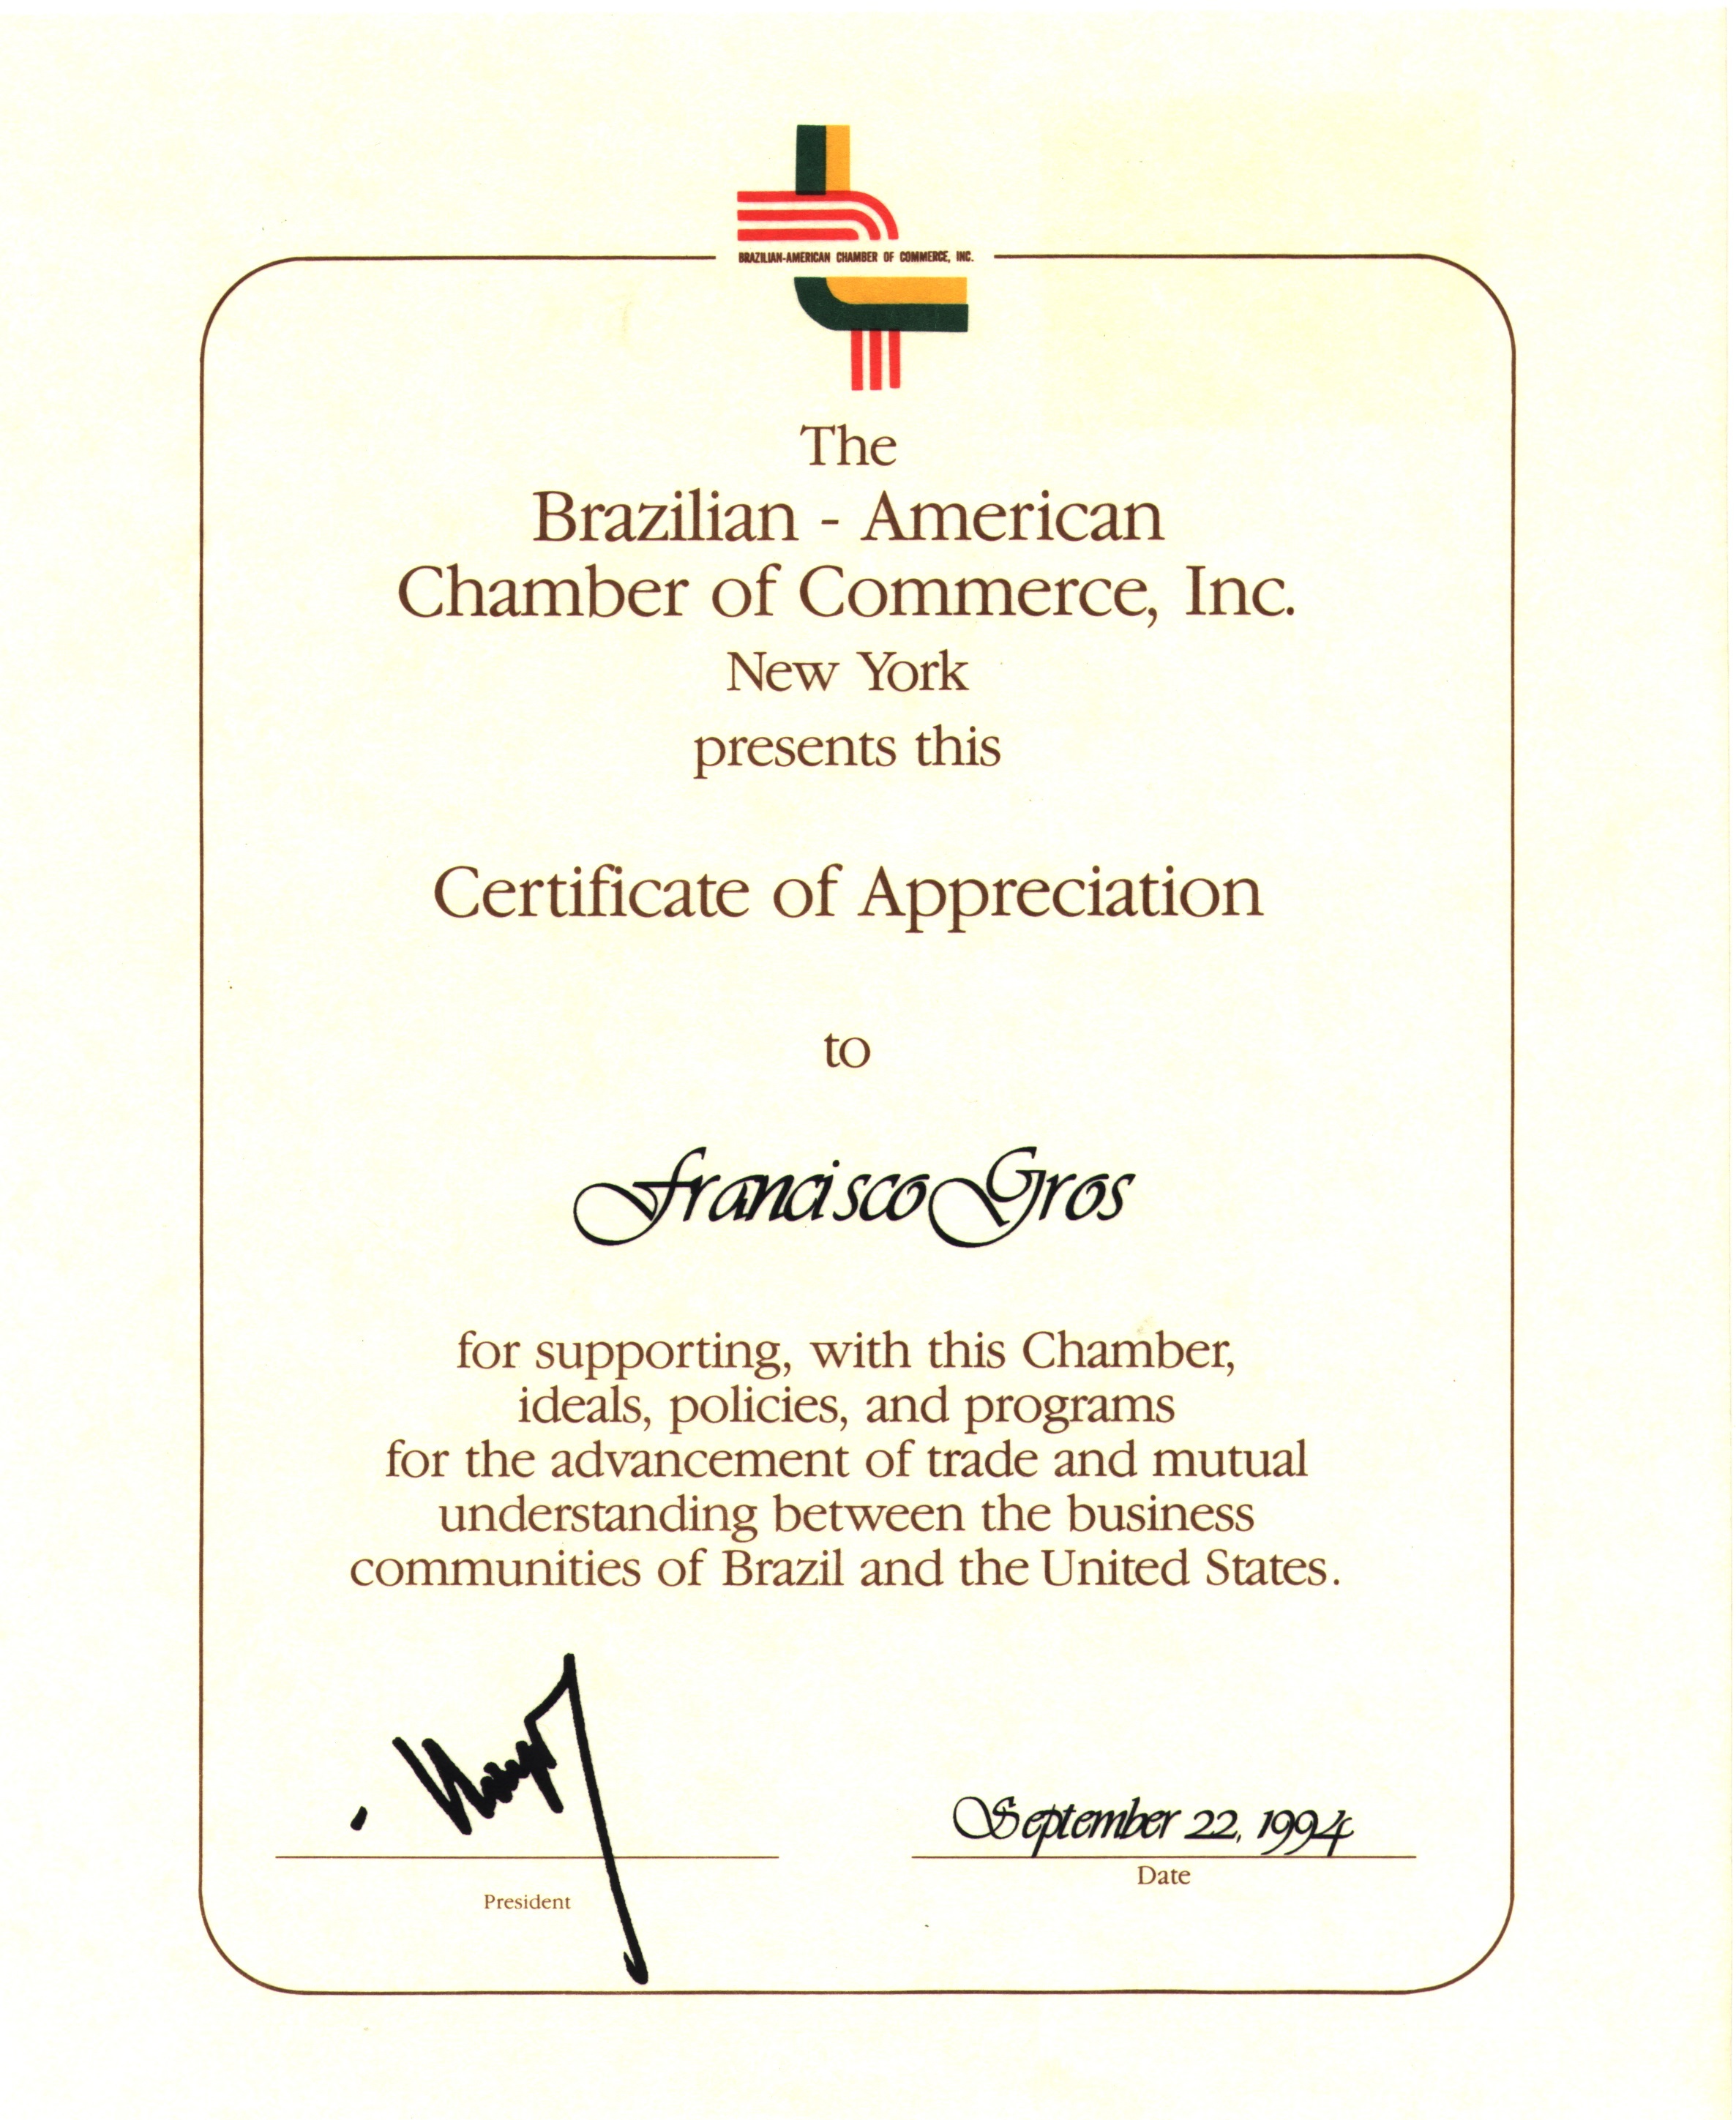 BRAZILIAN-AMERICAN CHAMBER OF COMMERCE, INC.
The
Brazilian - American
Chamber of Commerce, Inc.
New York
presents this
Certificate of Appreciation
to
Francisco Gros
for supporting, with this Chamber,
ideals, policies, and programs
for the advancement of trade and mutual
understanding between the business
communities of Brazil and the United States.
September 22, 1994
President
Date